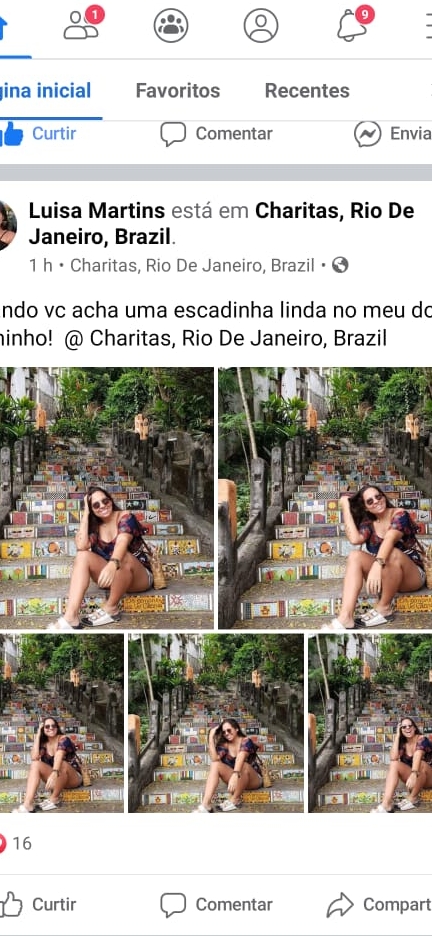 1
9
gina inicial Favoritos Recentes
Curtir Comentar Envia
Luisa Martins está em Charitas, Rio De
Janeiro, Brazil.
1 h • Charitas, Rio De Janeiro, Brazil •
ndo vc acha uma escadinha linda no meu do
inho! @ Charitas, Rio De Janeiro, Brazil
16
Curtir Comentar Compart